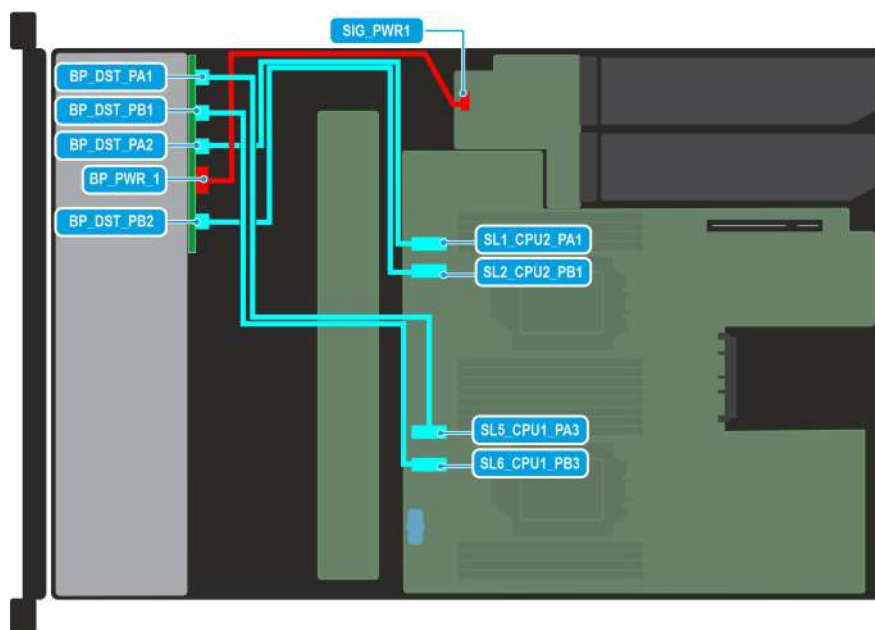 SIG_PWR1
BP_DST_PA1
BP_DST_PB1
BP_DST_PA2
BP_PWR_1
BP_DST_PB2
SL1_CPU2_PA1
SL2_CPU2_PB1
SL5_CPU1_PA3
SL6_CPU1_PB3